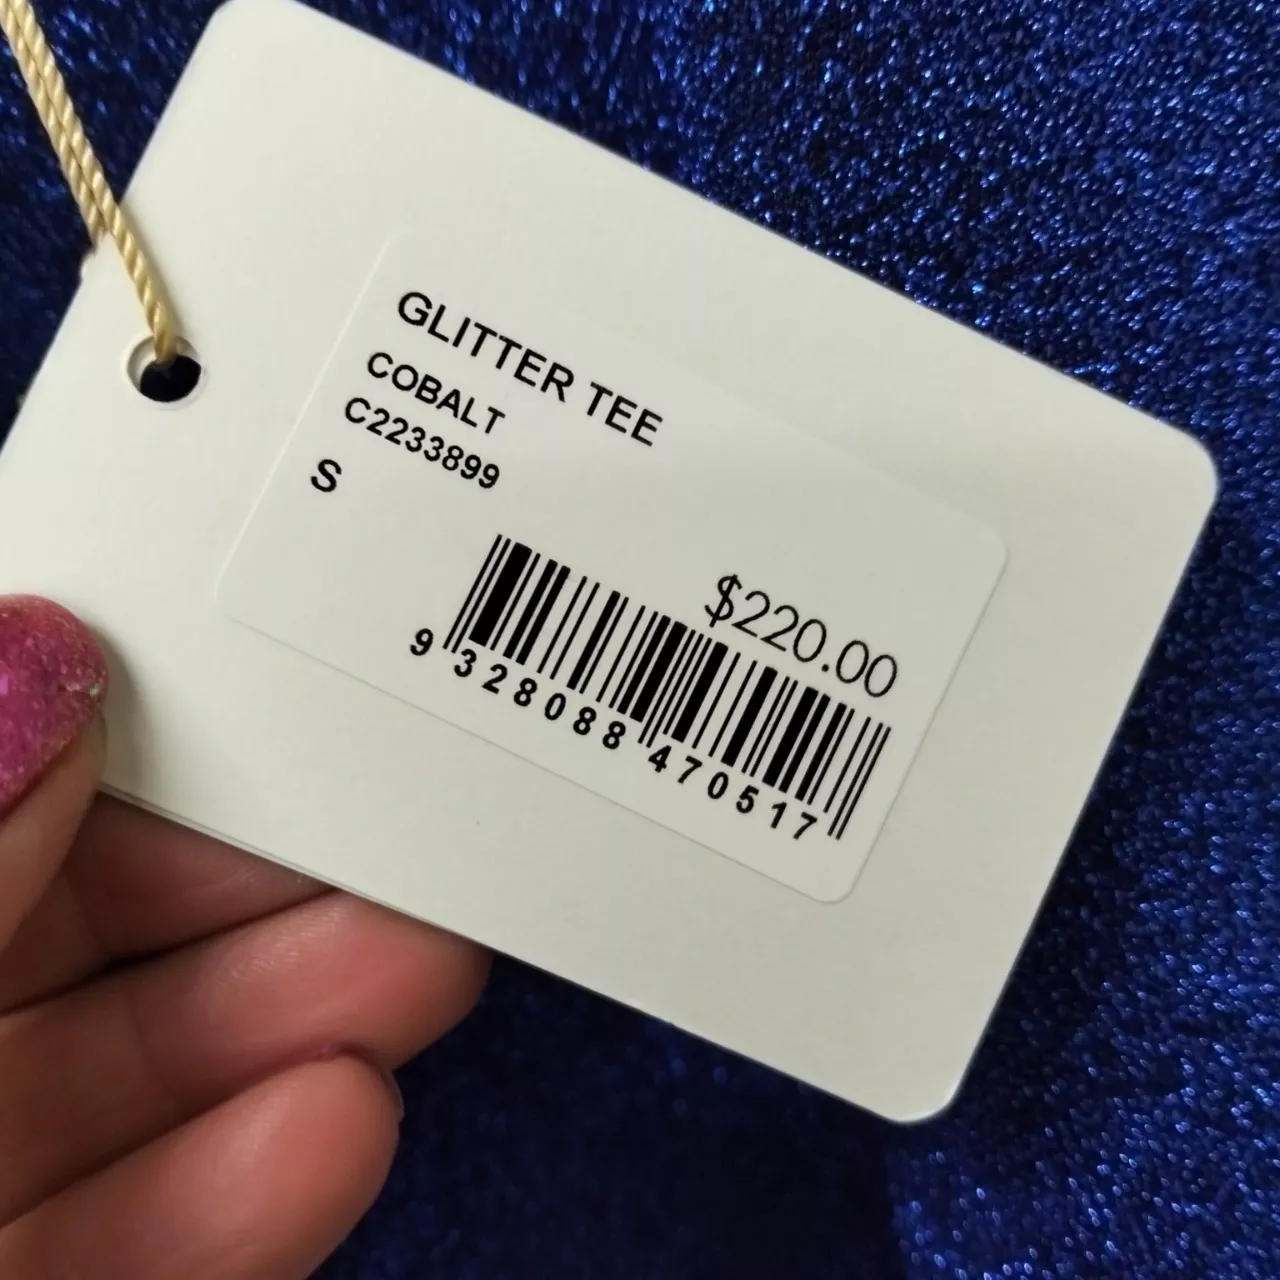 GLITTER TEE
COBALT
C2233899
S
$220.00
9 328088 470517